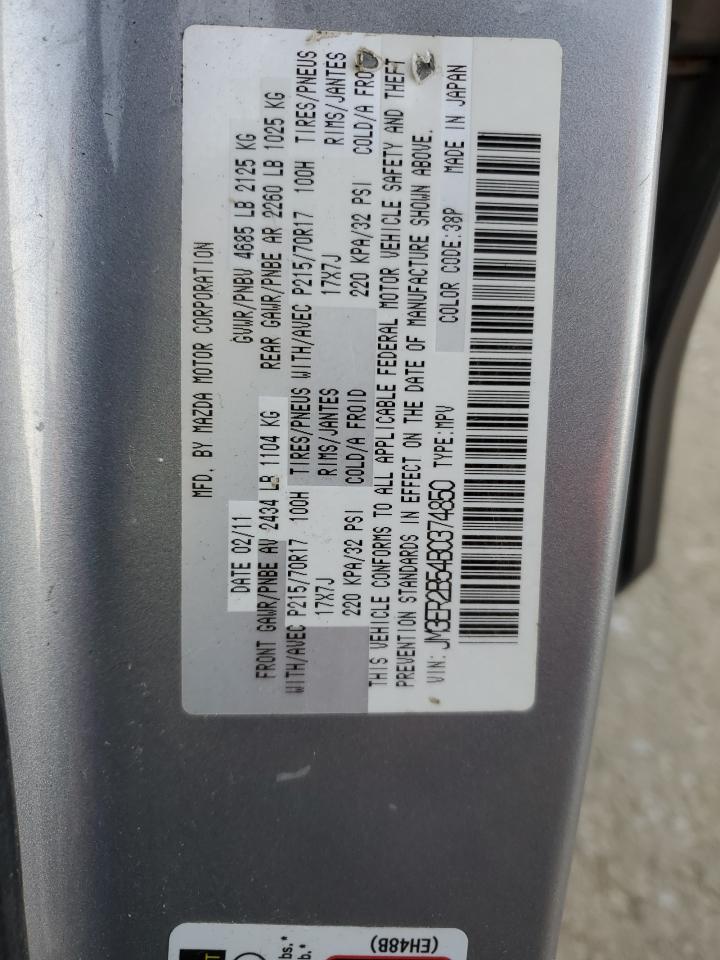 MFD. BY MAZDA MOTOR CORPORATION
DATE 02/11 GVWR/PNBV 4685 LB 2125 KG
FRONT GAWR/PNBE AV 2434 LB 1104 KG REAR GAWR/PNBE AR 2260 LB 1025 KG
WITH/AVEC P215/70R17 100H TIRES/PNEUS WITH/AVEC P215/70R17 100H TIRES/PNEUS
17X7J RIMS/JANTES 17X7J RIMS/JANTES
220 KPA/32 PSI COLD/A FROID 220 KPA/32 PSI COLD/A FROID
THIS VEHICLE CONFORMS TO ALL APPLICABLE FEDERAL MOTOR VEHICLE SAFETY AND THEFT
PREVENTION STANDARDS IN EFFECT ON THE DATE OF MANUFACTURE SHOWN ABOVE.
VIN: JM3ER2B54B0374850 TYPE:MPV COLOR CODE:38P MADE IN JAPAN
(EH48B)